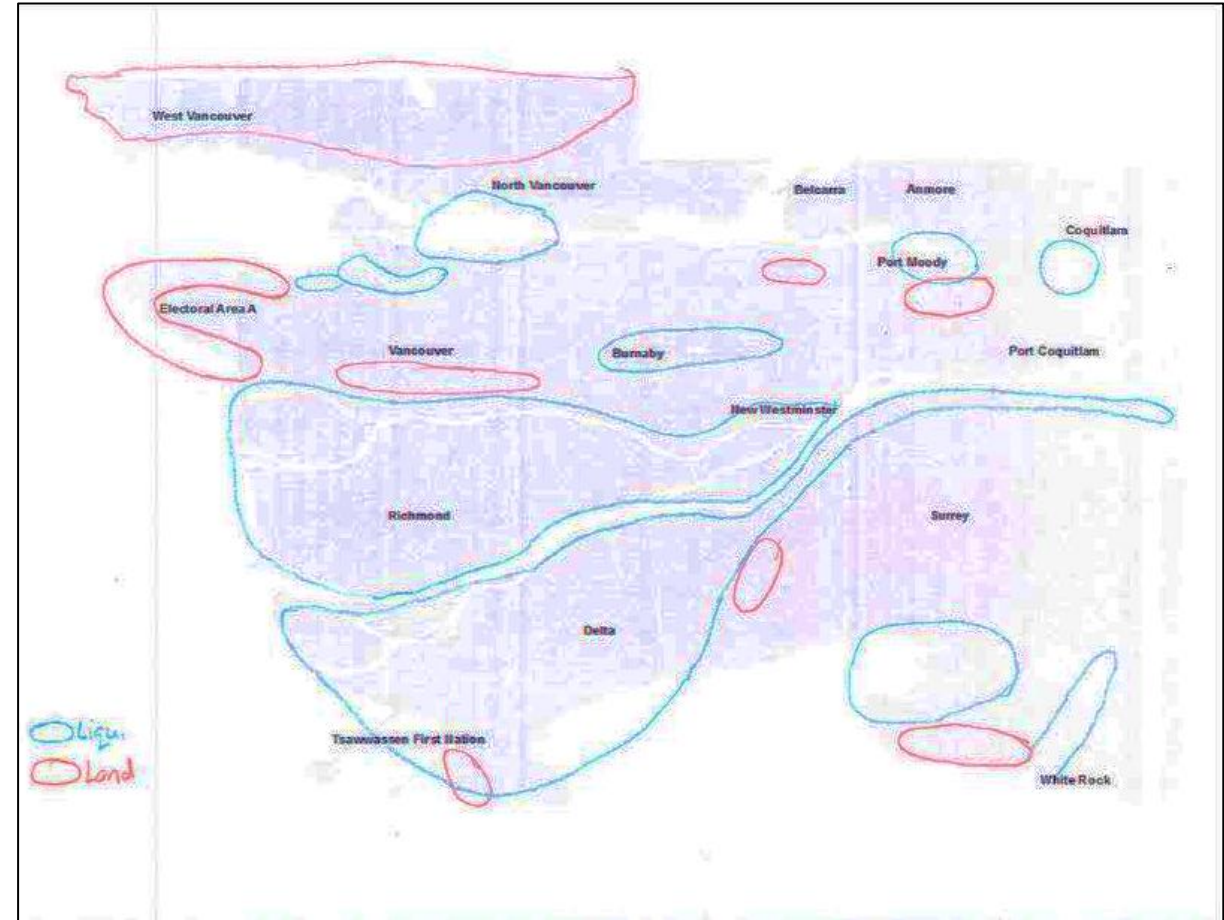 West Vancouver
North Vancouver
Belcarra
Anmore
Coquitlam
Port Moody
Electoral Area A
Vancouver
Burnaby
Port Coquitlam
New Westminster
Richmond
Surrey
Delta
Liqu.
Tsawwassen First Nation
Land
White Rock